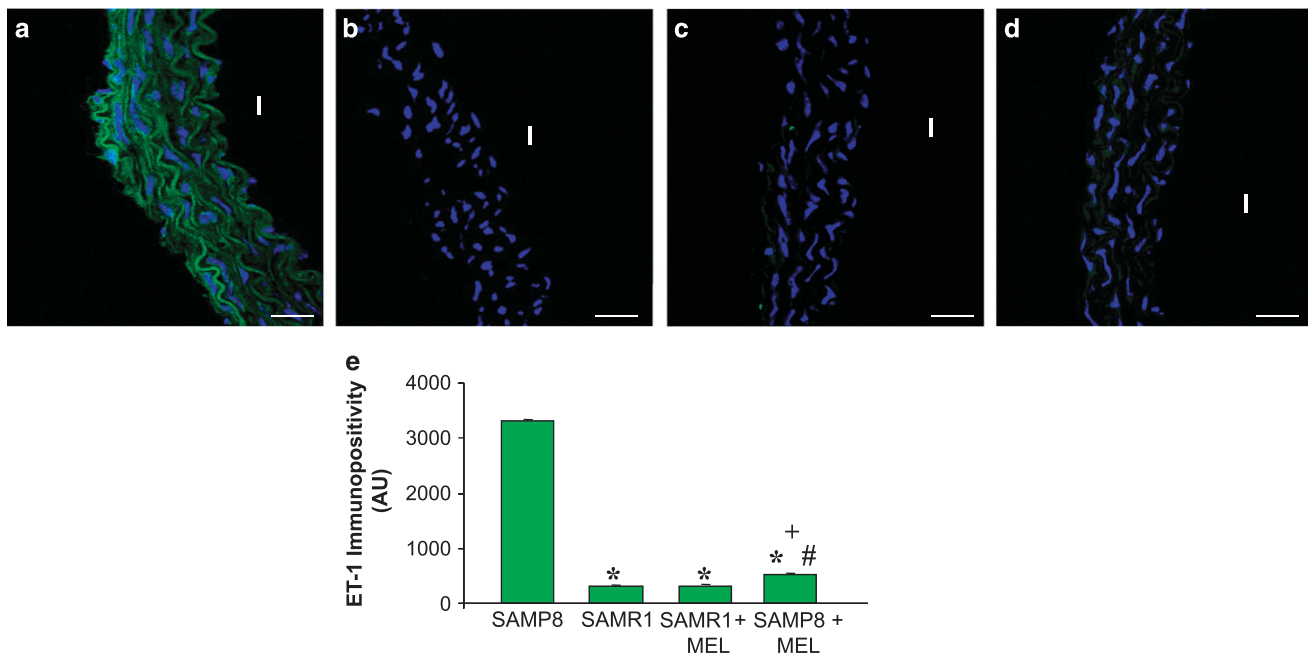 a b c d
l l l l
e
ET-1 Immunopositivity
(AU)
4000
3000
2000
1000
0
*
*
+
* #
SAMP8 SAMR1 SAMR1+ SAMP8 +
MEL MEL